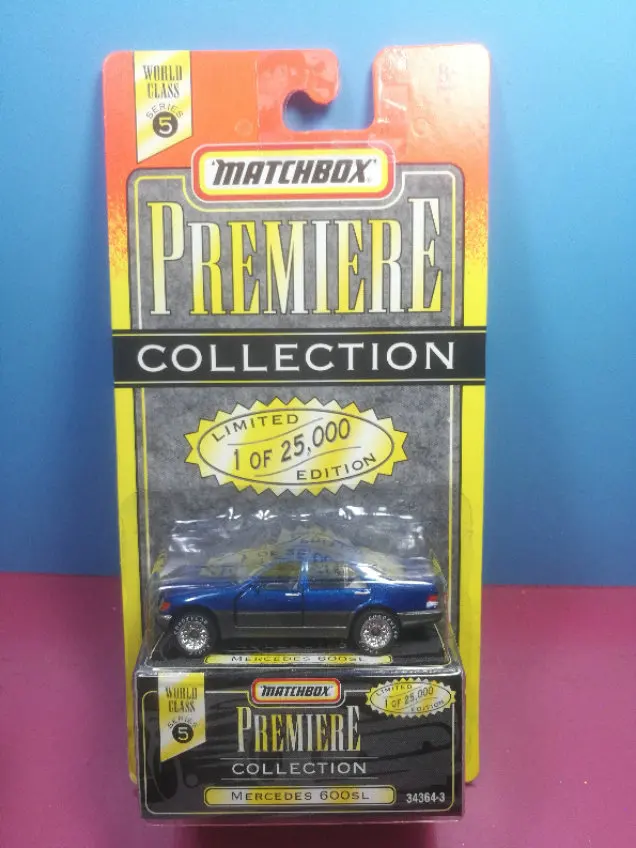 WORLD
CLASS
SERIES
5
MATCHBOX
PREMIERE
COLLECTION
LIMITED
1 OF 25,000
EDITION
MERCEDES 600SL
WORLD
CLASS
SERIES
5
MATCHBOX
PREMIERE
COLLECTION
MERCEDES 600SL
LIMITED
1 OF 25,000
EDITION
34364-3